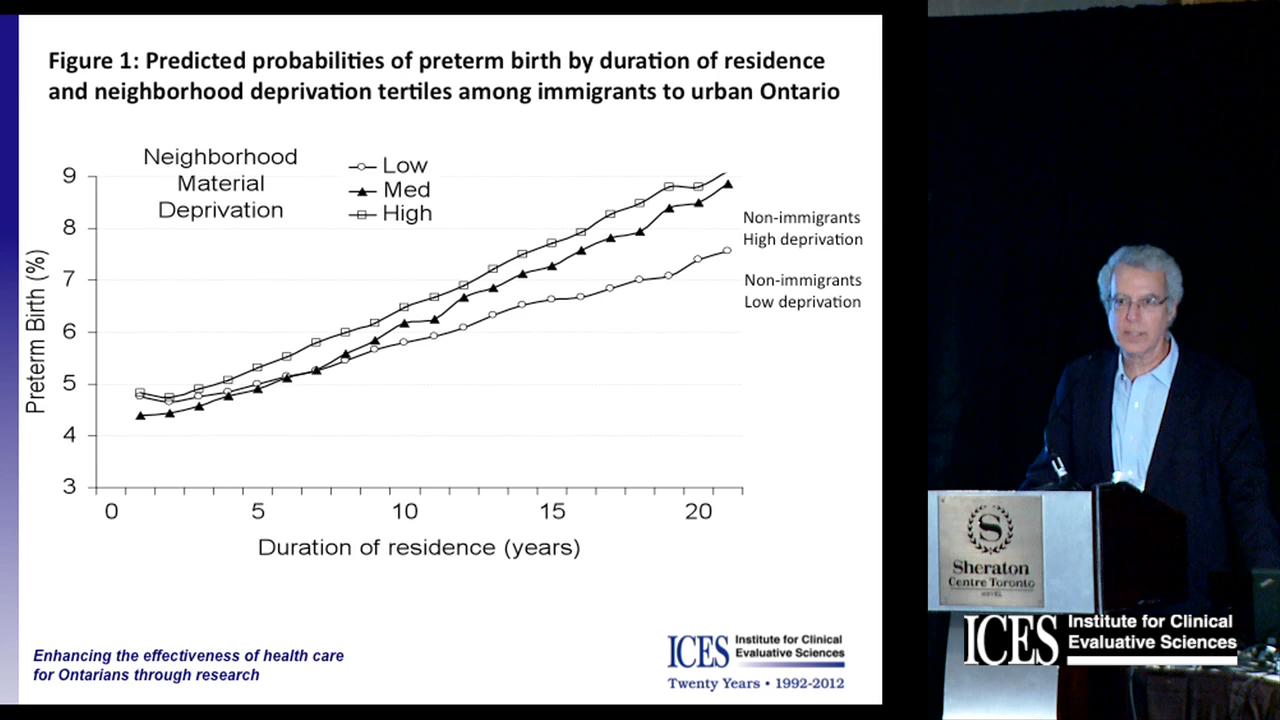 Figure 1: Predicted probabilities of preterm birth by duration of residence
and neighborhood deprivation tertiles among immigrants to urban Ontario
Neighborhood
Material
Deprivation
Low
Med
High
9
8
7
6
5
4
3
Preterm Birth (%)
0 5 10 15 20
Duration of residence (years)
Non-immigrants
High deprivation
Non-immigrants
Low deprivation
Enhancing the effectiveness of health care
for Ontarians through research
ICES Institute for Clinical
Evaluative Sciences
Twenty Years • 1992-2012
S
Sheraton
Centre Toronto
HOTEL
ICES Institute for Clinical
Evaluative Sciences